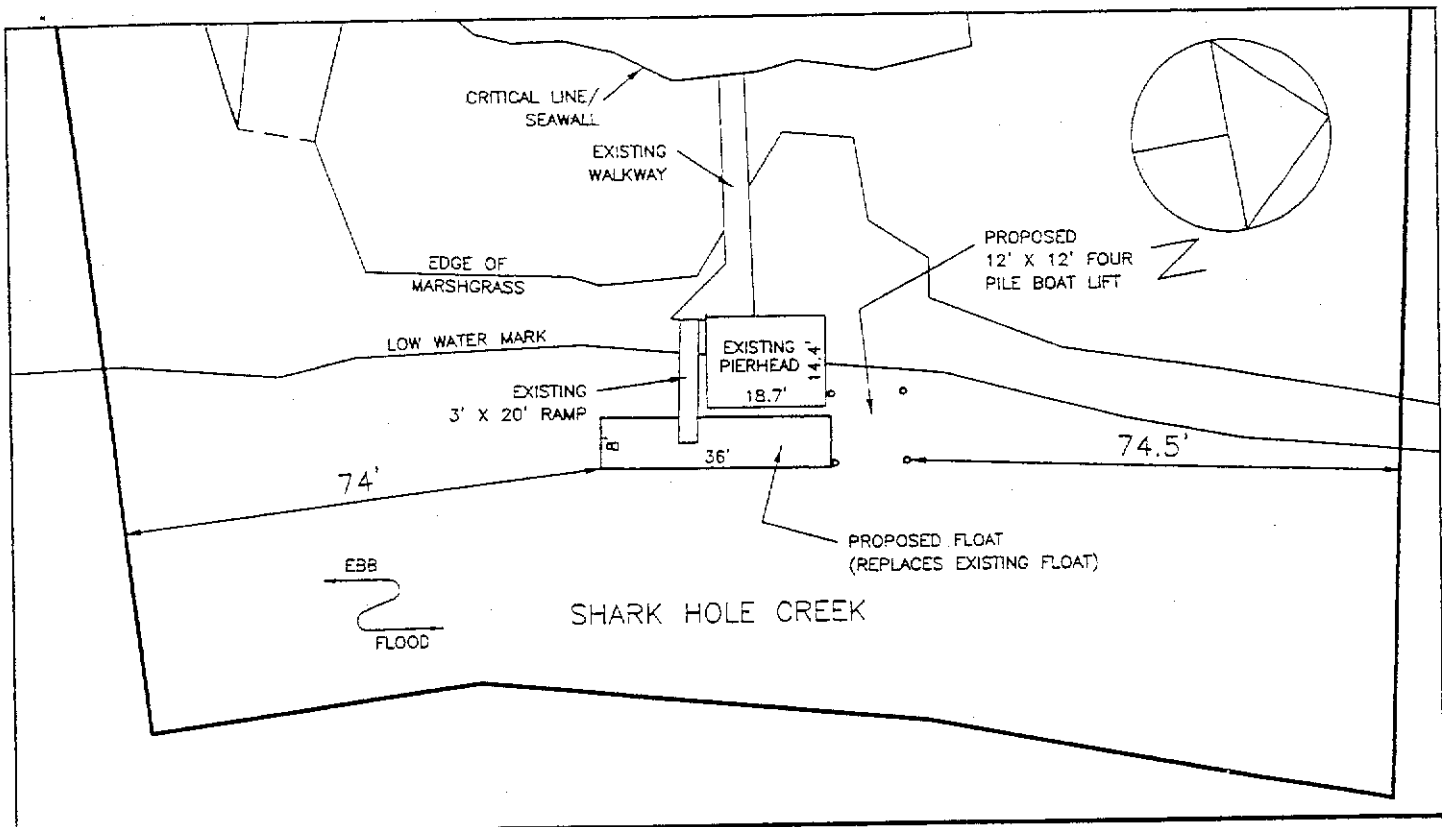 CRITICAL LINE/
SEAWALL
EXISTING
WALKWAY
PROPOSED
12' X 12' FOUR
PILE BOAT LIFT
N
EDGE OF
MARSHGRASS
LOW WATER MARK
EXISTING
PIERHEAD
14.4'
18.7'
EXISTING
3' X 20' RAMP
8'
36'
74'
74.5'
PROPOSED FLOAT
(REPLACES EXISTING FLOAT)
EBB
FLOOD
SHARK HOLE CREEK